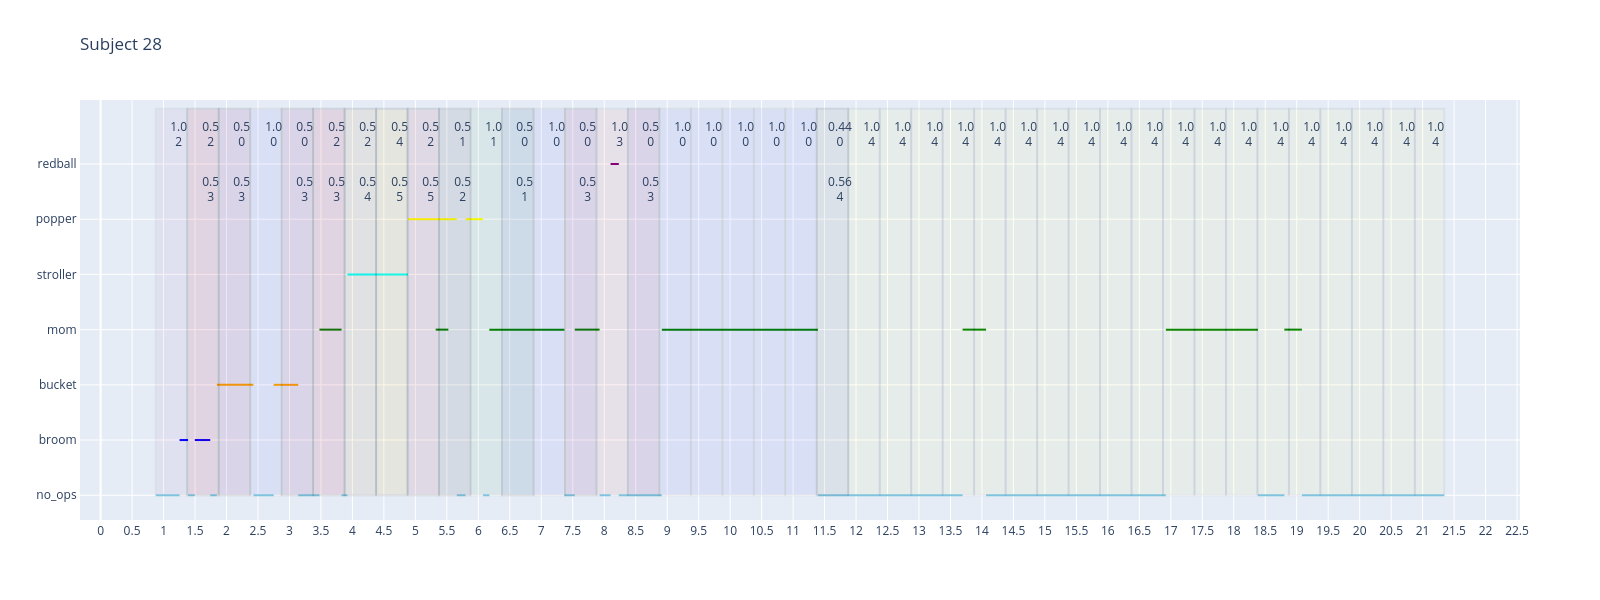 Subject 28
1.0 0.5 0.5 1.0 0.5 0.5 0.5 0.5 0.5 0.5 1.0 0.5 1.0 0.5 1.0 0.5 1.0 1.0 1.0 1.0 1.0 0.44 1.0 1.0 1.0 1.0 1.0 1.0 1.0 1.0 1.0 1.0 1.0 1.0 1.0 1.0 1.0 1.0 1.0 1.0 1.0
2 2 0 0 0 2 2 4 2 1 1 0 0 0 3 0 0 0 0 0 0 0 4 4 4 4 4 4 4 4 4 4 4 4 4 4 4 4 4 4 4
redball
0.5 0.5 0.5 0.5 0.5 0.5 0.5 0.5 0.5 0.5 0.5 0.56
3 3 3 3 4 5 5 2 1 3 3 4
popper
stroller
mom
bucket
broom
no_ops
0 0.5 1 1.5 2 2.5 3 3.5 4 4.5 5 5.5 6 6.5 7 7.5 8 8.5 9 9.5 10 10.5 11 11.5 12 12.5 13 13.5 14 14.5 15 15.5 16 16.5 17 17.5 18 18.5 19 19.5 20 20.5 21 21.5 22 22.5